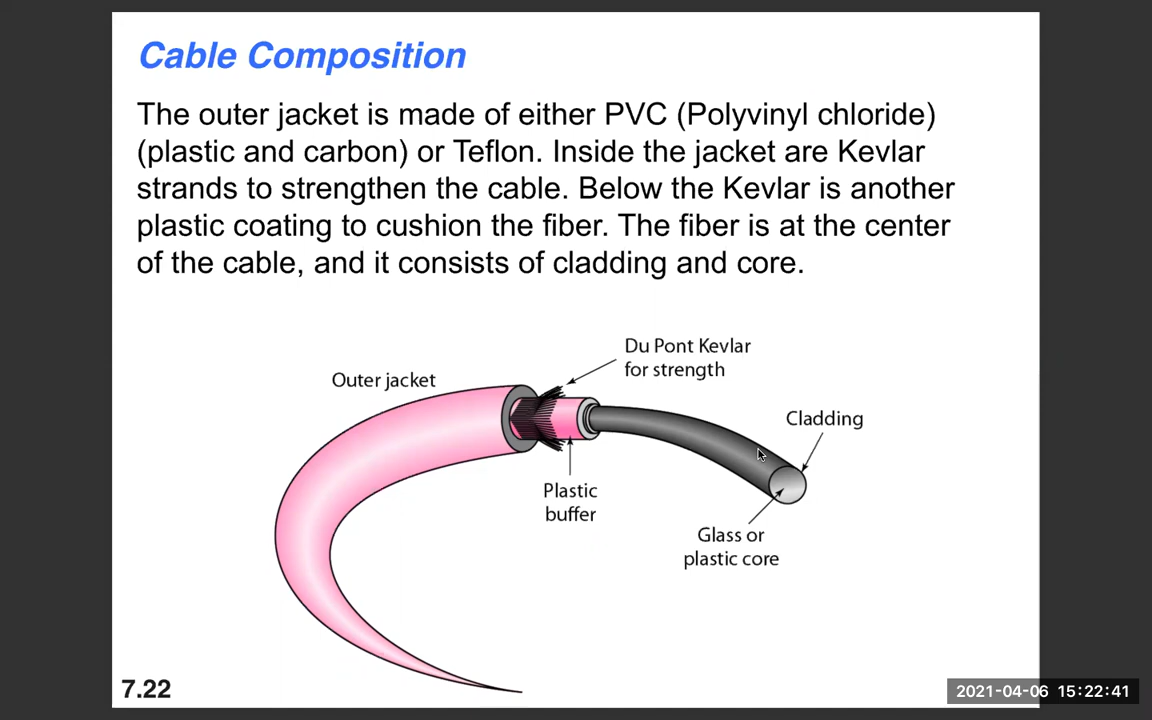 Cable Composition
The outer jacket is made of either PVC (Polyvinyl chloride)
(plastic and carbon) or Teflon. Inside the jacket are Kevlar
strands to strengthen the cable. Below the Kevlar is another
plastic coating to cushion the fiber. The fiber is at the center
of the cable, and it consists of cladding and core.
Du Pont Kevlar
for strength
Outer jacket
Cladding
Plastic
buffer
Glass or
plastic core
7.22
2021-04-06 15:22:41